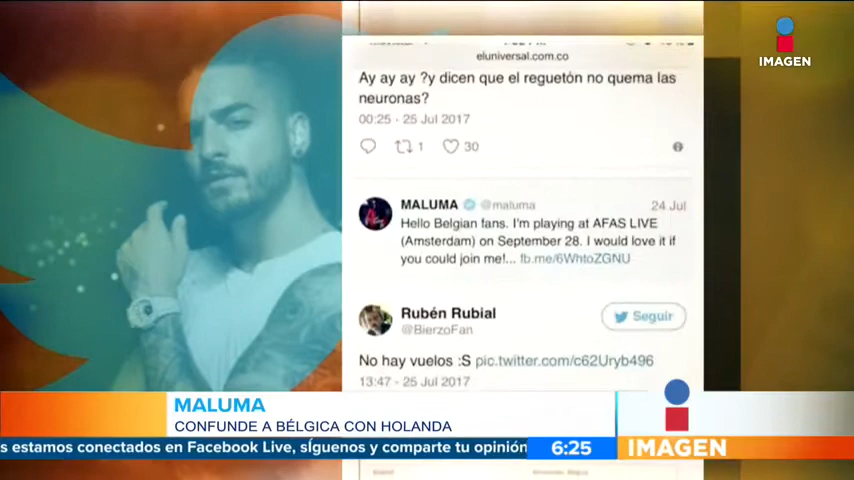 IMAGEN
eluniversal.com.co
Ay ay ay ?y dicen que el reguetón no quema las
neuronas?
00:25 - 25 Jul 2017
1
30
MALUMA @maluma 24 Jul
Hello Belgian fans. I'm playing at AFAS LIVE
(Amsterdam) on September 28. I would love it if
you could join me!... fb.me/6WhtoZGNU
Rubén Rubial
@BierzoFan
Seguir
No hay vuelos :S pic.twitter.com/c62Uryb496
13:47 - 25 Jul 2017
MALUMA
CONFUNDE A BÉLGICA CON HOLANDA
s estamos conectados en Facebook Live, síguenos y comparte tu opinión
6:25
IMAGEN